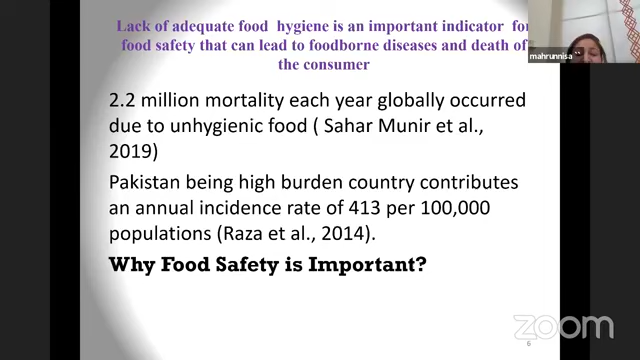 Lack of adequate food hygiene is an important indicator for
food safety that can lead to foodborne diseases and death of
the consumer
mahrunnisa
2.2 million mortality each year globally occurred
due to unhygienic food ( Sahar Munir et al.,
2019)
Pakistan being high burden country contributes
an annual incidence rate of 413 per 100,000
populations (Raza et al., 2014).
Why Food Safety is Important?
zoom
6